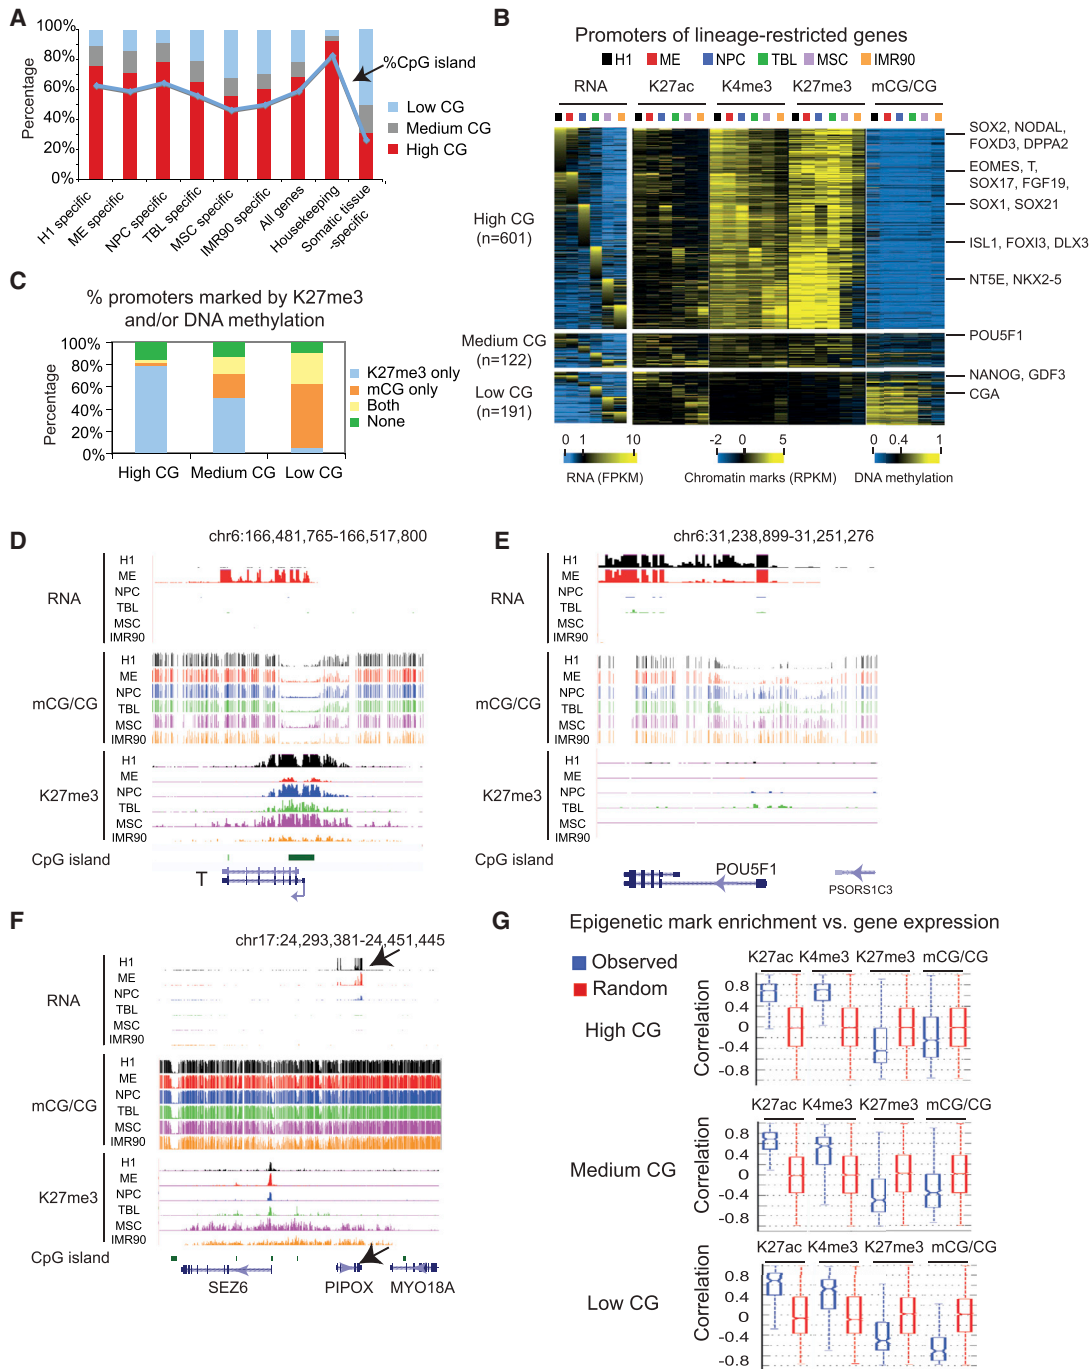 A
100%
80%
60%
40%
20%
0%
Percentage
%CpG island
Low CG
Medium CG
High CG
H1 specific
ME specific
NPC specific
TBL specific
MSC specific
IMR90 specific
All genes
Housekeeping
Somatic tissue
-specific
B
Promoters of lineage-restricted genes
H1 ME NPC TBL MSC IMR90
RNA K27ac K4me3 K27me3 mCG/CG
High CG
(n=601)
Medium CG
(n=122)
Low CG
(n=191)
SOX2, NODAL,
FOXD3, DPPA2
EOMES, T,
SOX17, FGF19,
SOX1, SOX21
ISL1, FOXI3, DLX3
NT5E, NKX2-5
POU5F1
NANOG, GDF3
CGA
0 1 10
RNA (FPKM)
-2 0 5
Chromatin marks (RPKM)
0 0.4 1
DNA methylation
C
% promoters marked by K27me3
and/or DNA methylation
100%
80%
60%
40%
20%
0%
Percentage
High CG Medium CG Low CG
K27me3 only
mCG only
Both
None
D
chr6:166,481,765-166,517,800
RNA
H1
ME
NPC
TBL
MSC
IMR90
mCG/CG
H1
ME
NPC
TBL
MSC
IMR90
K27me3
H1
ME
NPC
TBL
MSC
IMR90
CpG island
T
E
chr6:31,238,899-31,251,276
RNA
H1
ME
NPC
TBL
MSC
IMR90
mCG/CG
H1
ME
NPC
TBL
MSC
IMR90
K27me3
H1
ME
NPC
TBL
MSC
IMR90
CpG island
POU5F1
PSORS1C3
F
chr17:24,293,381-24,451,445
RNA
H1
ME
NPC
TBL
MSC
IMR90
mCG/CG
H1
ME
NPC
TBL
MSC
IMR90
K27me3
H1
ME
NPC
TBL
MSC
IMR90
CpG island
SEZ6 PIPOX MYO18A
G
Epigenetic mark enrichment vs. gene expression
Observed
Random
High CG
K27ac K4me3 K27me3 mCG/CG
Correlation
0.8
0.4
0
-0.4
-0.8
Medium CG
K27ac K4me3 K27me3 mCG/CG
Correlation
0.8
0.4
0
-0.4
-0.8
Low CG
K27ac K4me3 K27me3 mCG/CG
Correlation
0.8
0.4
0
-0.4
-0.8